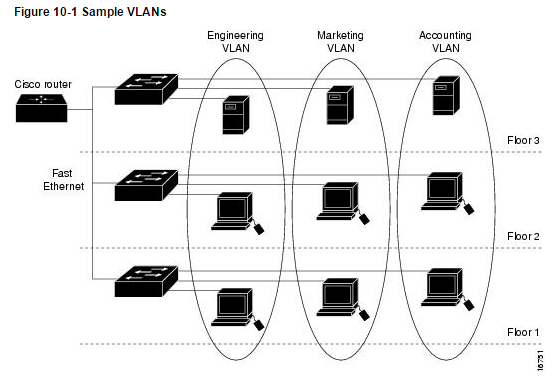 Figure 10-1 Sample VLANs
Engineering
VLAN
Marketing
VLAN
Accounting
VLAN
Cisco router
Floor 3
Fast
Ethernet
Floor 2
Floor 1
16751